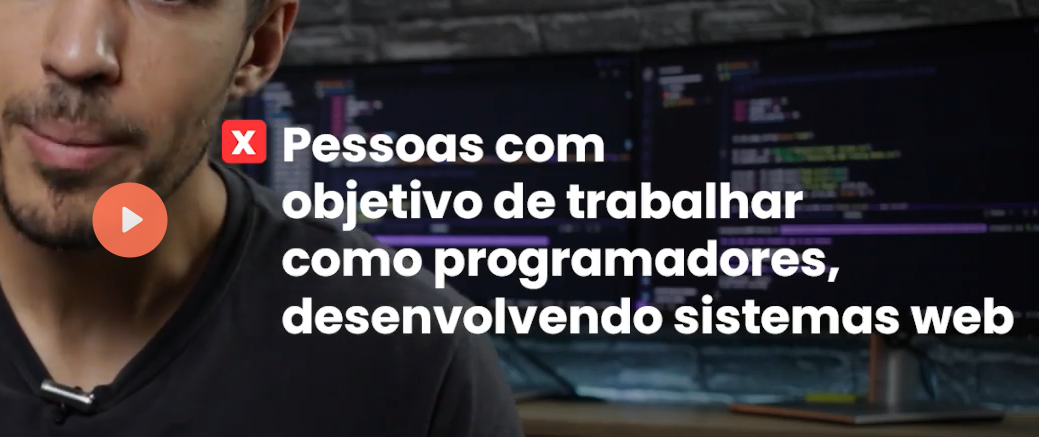 X Pessoas com
objetivo de trabalhar
como programadores,
desenvolvendo sistemas web